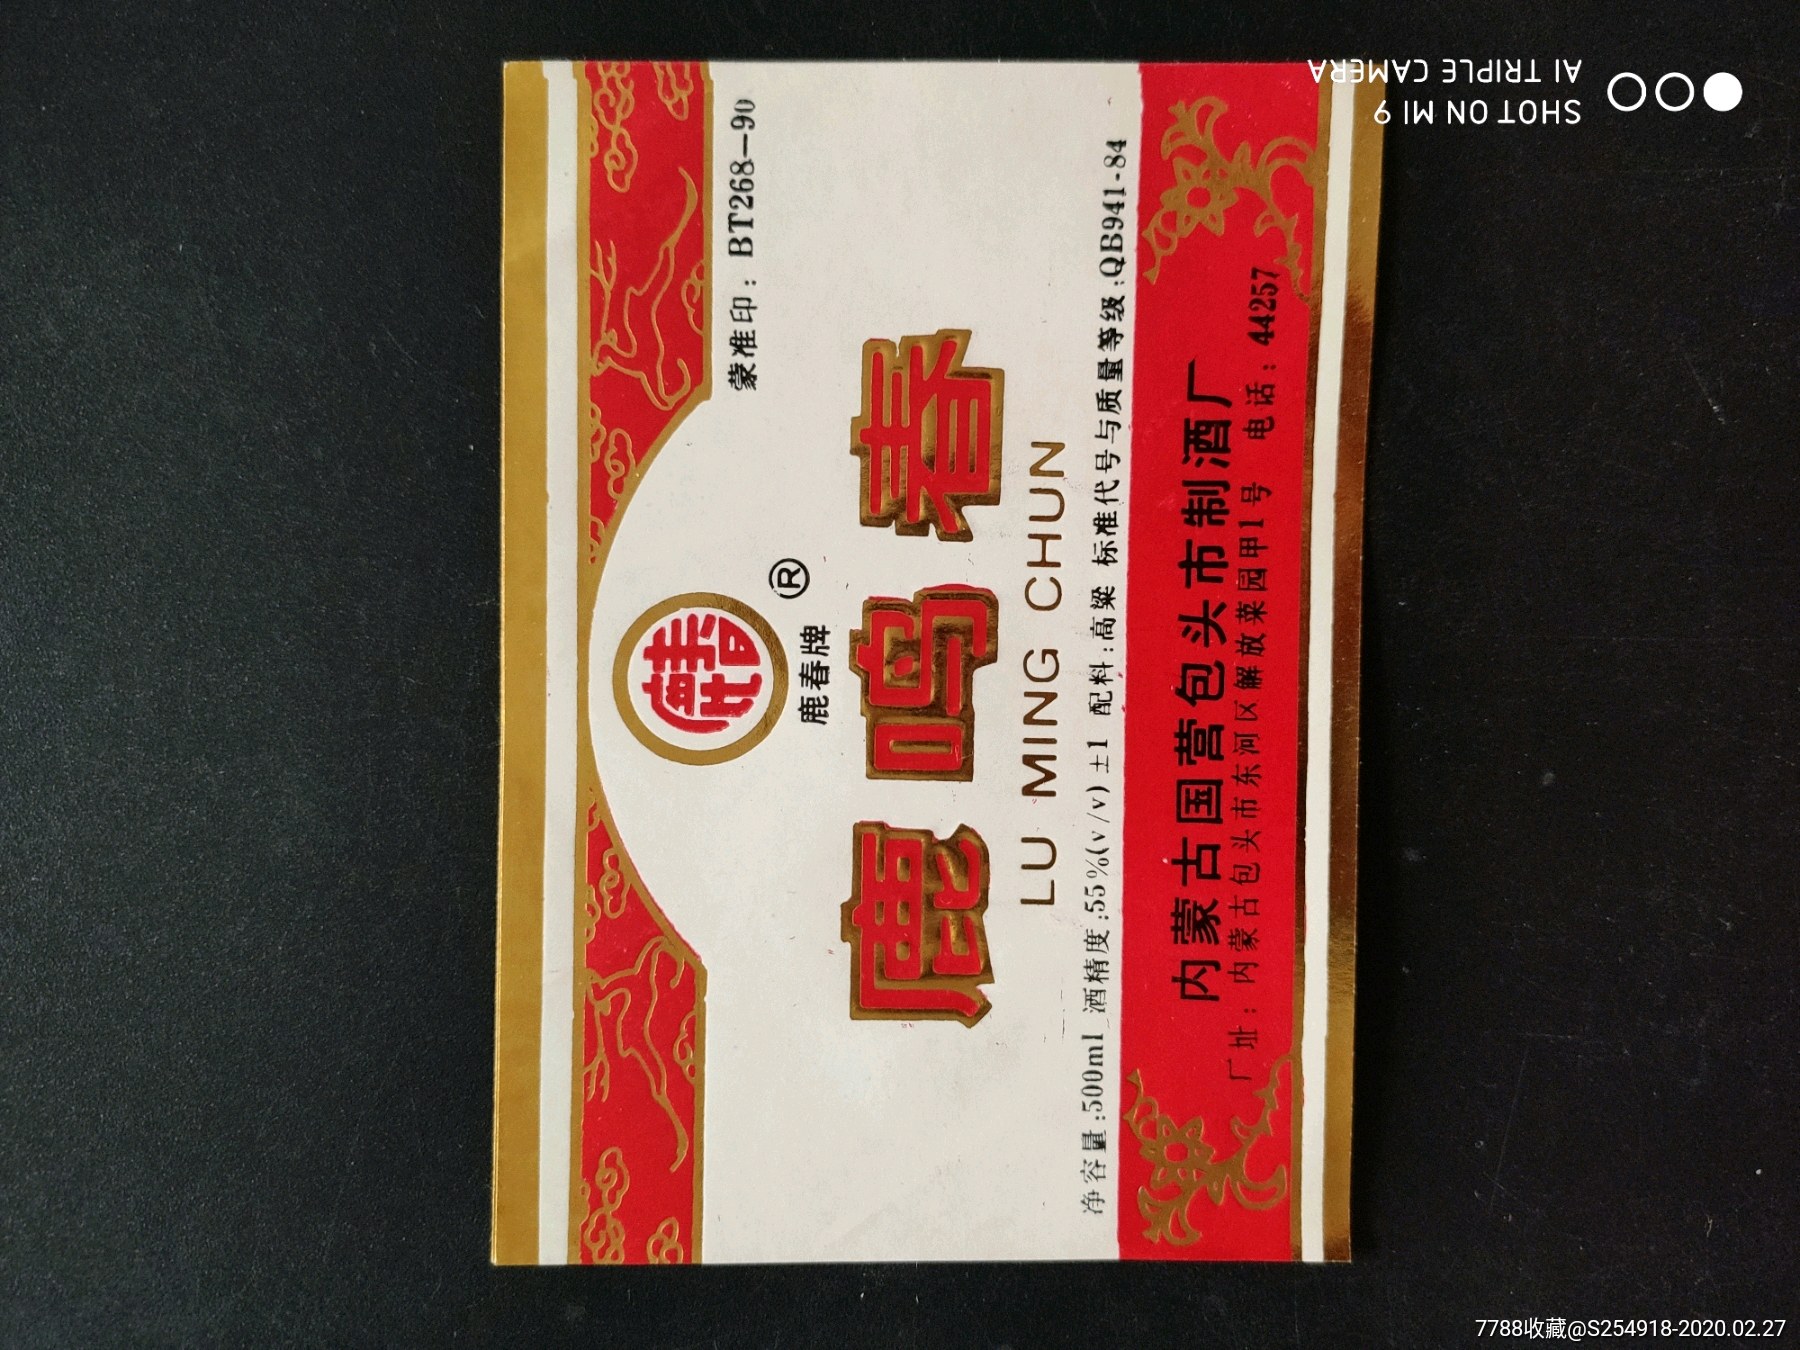 蒙准印：BT268—90
鹿春
®
鹿春牌
鹿鸣春
LU MING CHUN
净容量:500ml 酒精度:55%(v/v)±1 配料:高粱 标准代号与质量等级:QB941-84
内蒙古国营包头市制酒厂
厂址：内蒙古包头市东河区解放菜园甲1号 电话：44257
SHOT ON MI 9
AI TRIPLE CAMERA
7788收藏@S254918-2020.02.27